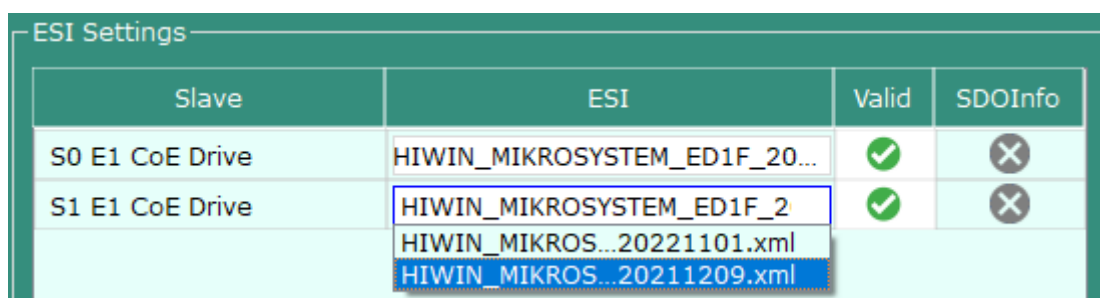 ESI Settings
Slave ESI Valid SDOInfo
S0 E1 CoE Drive HIWIN_MIKROSYSTEM_ED1F_20...
S1 E1 CoE Drive HIWIN_MIKROSYSTEM_ED1F_2
HIWIN_MIKROS...20221101.xml
HIWIN_MIKROS...20211209.xml